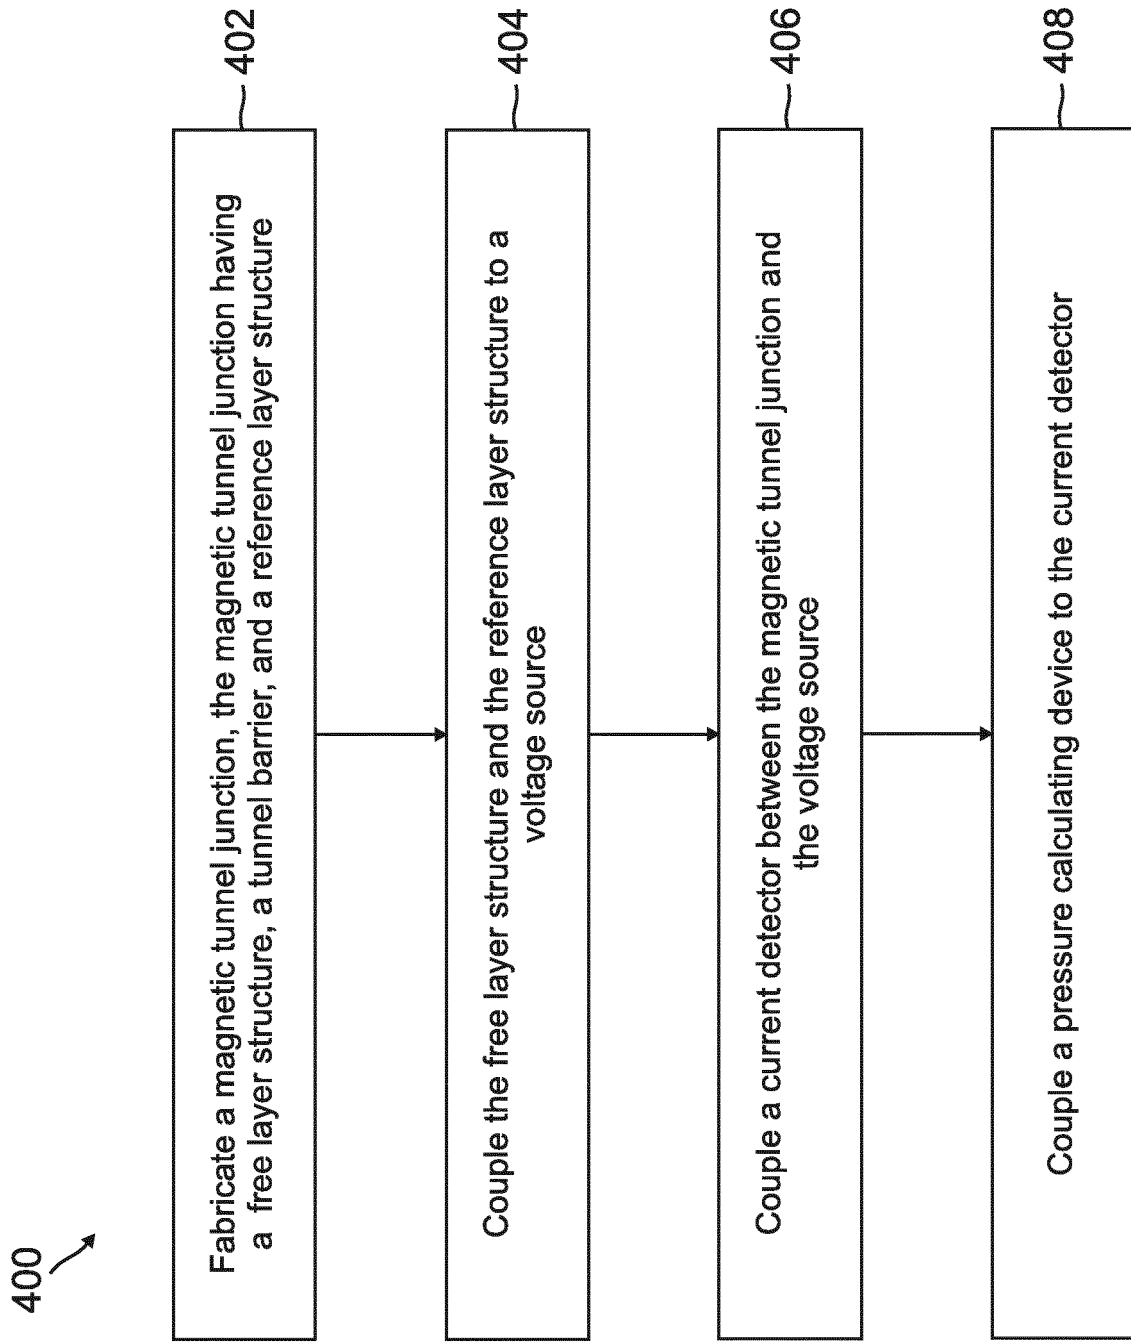 400
Fabricate a magnetic tunnel junction, the magnetic tunnel junction having
a free layer structure, a tunnel barrier, and a reference layer structure
402
Couple the free layer structure and the reference layer structure to a
voltage source
404
Couple a current detector between the magnetic tunnel junction and
the voltage source
406
Couple a pressure calculating device to the current detector
408